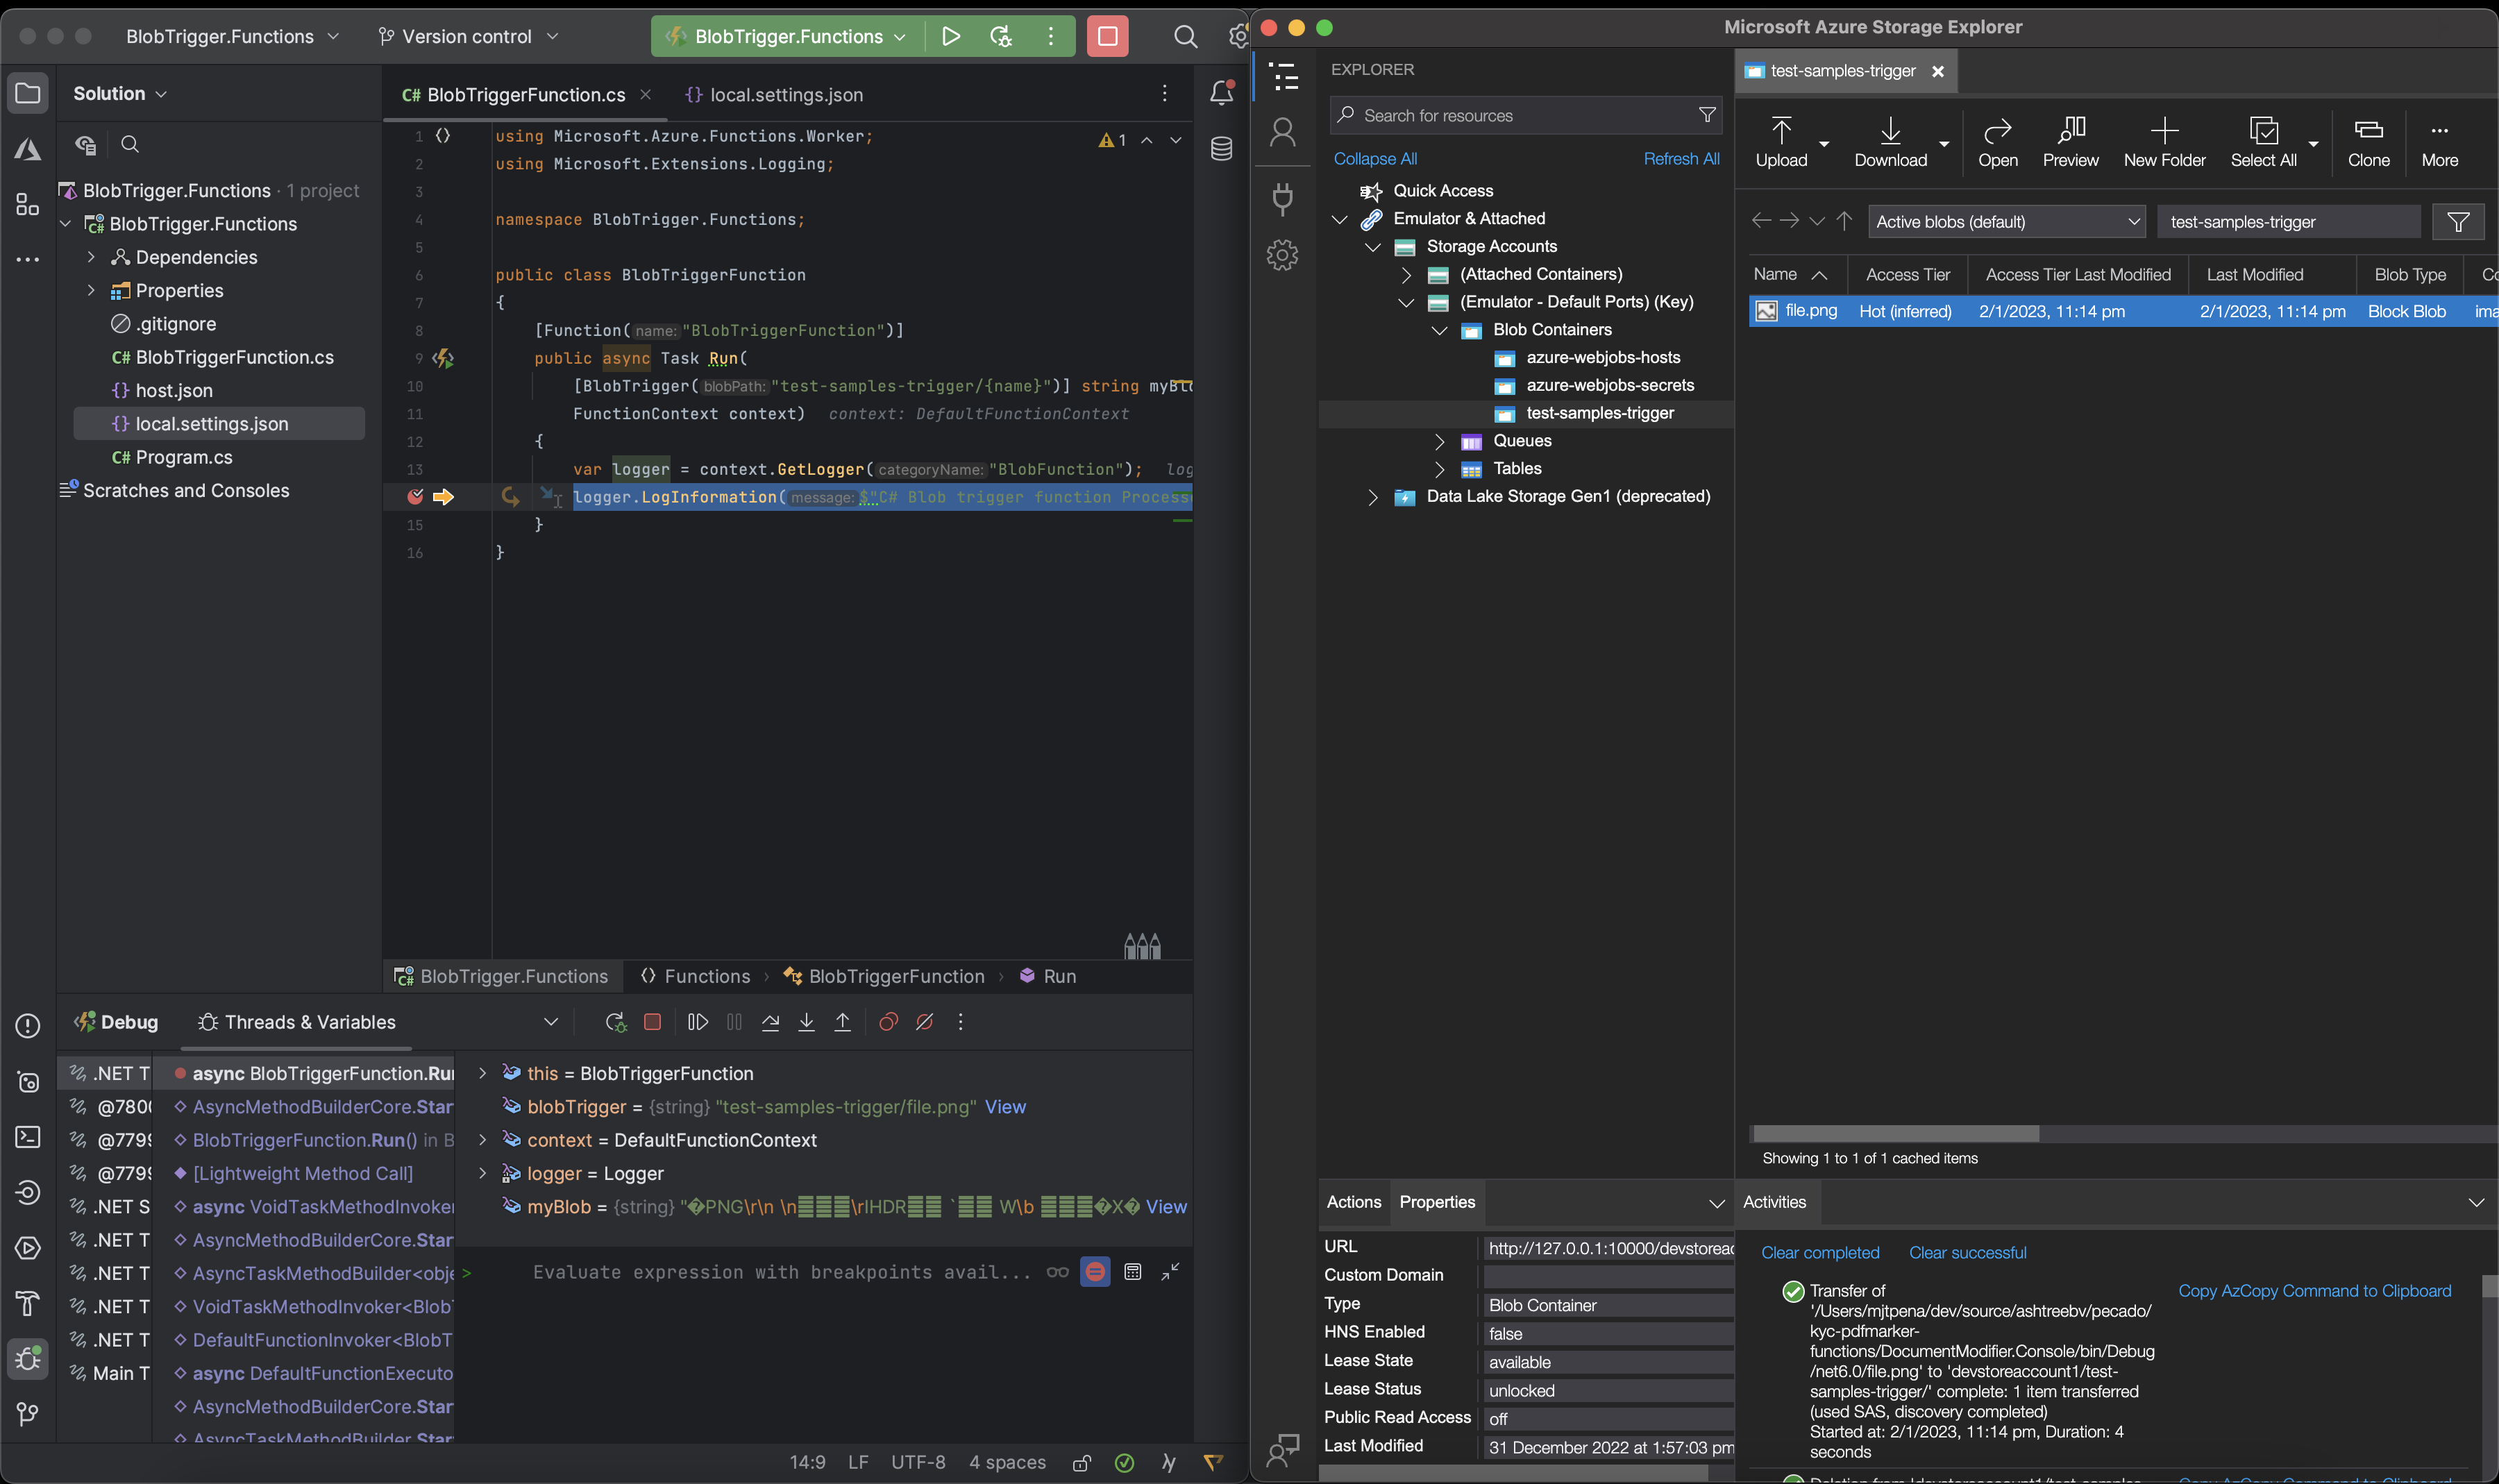 BlobTrigger.Functions
Version control
BlobTrigger.Functions
Solution
BlobTriggerFunction.cs
local.settings.json
BlobTrigger.Functions · 1 project
BlobTrigger.Functions
Dependencies
Properties
.gitignore
C# BlobTriggerFunction.cs
{} host.json
{} local.settings.json
C# Program.cs
Scratches and Consoles
1 using Microsoft.Azure.Functions.Worker;
2 using Microsoft.Extensions.Logging;
3
4 namespace BlobTrigger.Functions;
5
6 public class BlobTriggerFunction
7 {
8 [Function( name: "BlobTriggerFunction")]
9 public async Task Run(
10 [BlobTrigger( blobPath: "test-samples-trigger/{name}")] string
11 FunctionContext context) context: DefaultFunctionContext
12 {
13 var logger = context.GetLogger( categoryName: "BlobFunction"); log
logger.LogInformation( message: $"C# Blob trigger function Process
15 }
16 }
1
BlobTrigger.Functions
Functions › BlobTriggerFunction › Run
Debug
Threads & Variables
.NET T
@780
@779
@779
.NET S
.NET T
.NET T
.NET T
.NET T
Main T
async BlobTriggerFunction.Ru
AsyncMethodBuilderCore.Star
BlobTriggerFunction.Run() in B
[Lightweight Method Call]
async VoidTaskMethodInvoker
AsyncMethodBuilderCore.Star
AsyncTaskMethodBuilder<obje
VoidTaskMethodInvoker<BlobT
DefaultFunctionInvoker<BlobT
async DefaultFunctionExecuto
AsyncMethodBuilderCore.Star
AsyncTaskMethodBuilder.Star
this = BlobTriggerFunction
blobTrigger = {string} "test-samples-trigger/file.png" View
context = DefaultFunctionContext
logger = Logger
myBlob = {string} "�PNG\r\n \n \rIHDR ` W\b �X� View
> Evaluate expression with breakpoints avail...
14:9 LF UTF-8 4 spaces
Microsoft Azure Storage Explorer
EXPLORER
Search for resources
Collapse All
Refresh All
Quick Access
Emulator & Attached
Storage Accounts
(Attached Containers)
(Emulator - Default Ports) (Key)
Blob Containers
azure-webjobs-hosts
azure-webjobs-secrets
test-samples-trigger
Queues
Tables
Data Lake Storage Gen1 (deprecated)
test-samples-trigger
Upload Download Open Preview New Folder Select All Clone More
Active blobs (default)
test-samples-trigger
Name Access Tier Access Tier Last Modified Last Modified Blob Type Co
file.png Hot (inferred) 2/1/2023, 11:14 pm 2/1/2023, 11:14 pm Block Blob ima
Showing 1 to 1 of 1 cached items
Actions Properties
URL http://127.0.0.1:10000/devstoreac
Custom Domain
Type Blob Container
HNS Enabled false
Lease State available
Lease Status unlocked
Public Read Access off
Last Modified 31 December 2022 at 1:57:03 pm
Activities
Clear completed Clear successful
Transfer of
'/Users/mjtpena/dev/source/ashtreebv/pecado/
kyc-pdfmarker-
functions/DocumentModifier.Console/bin/Debug
/net6.0/file.png' to 'devstoreaccount1/test-
samples-trigger/' complete: 1 item transferred
(used SAS, discovery completed)
Started at: 2/1/2023, 11:14 pm, Duration: 4
seconds
Copy AzCopy Command to Clipboard